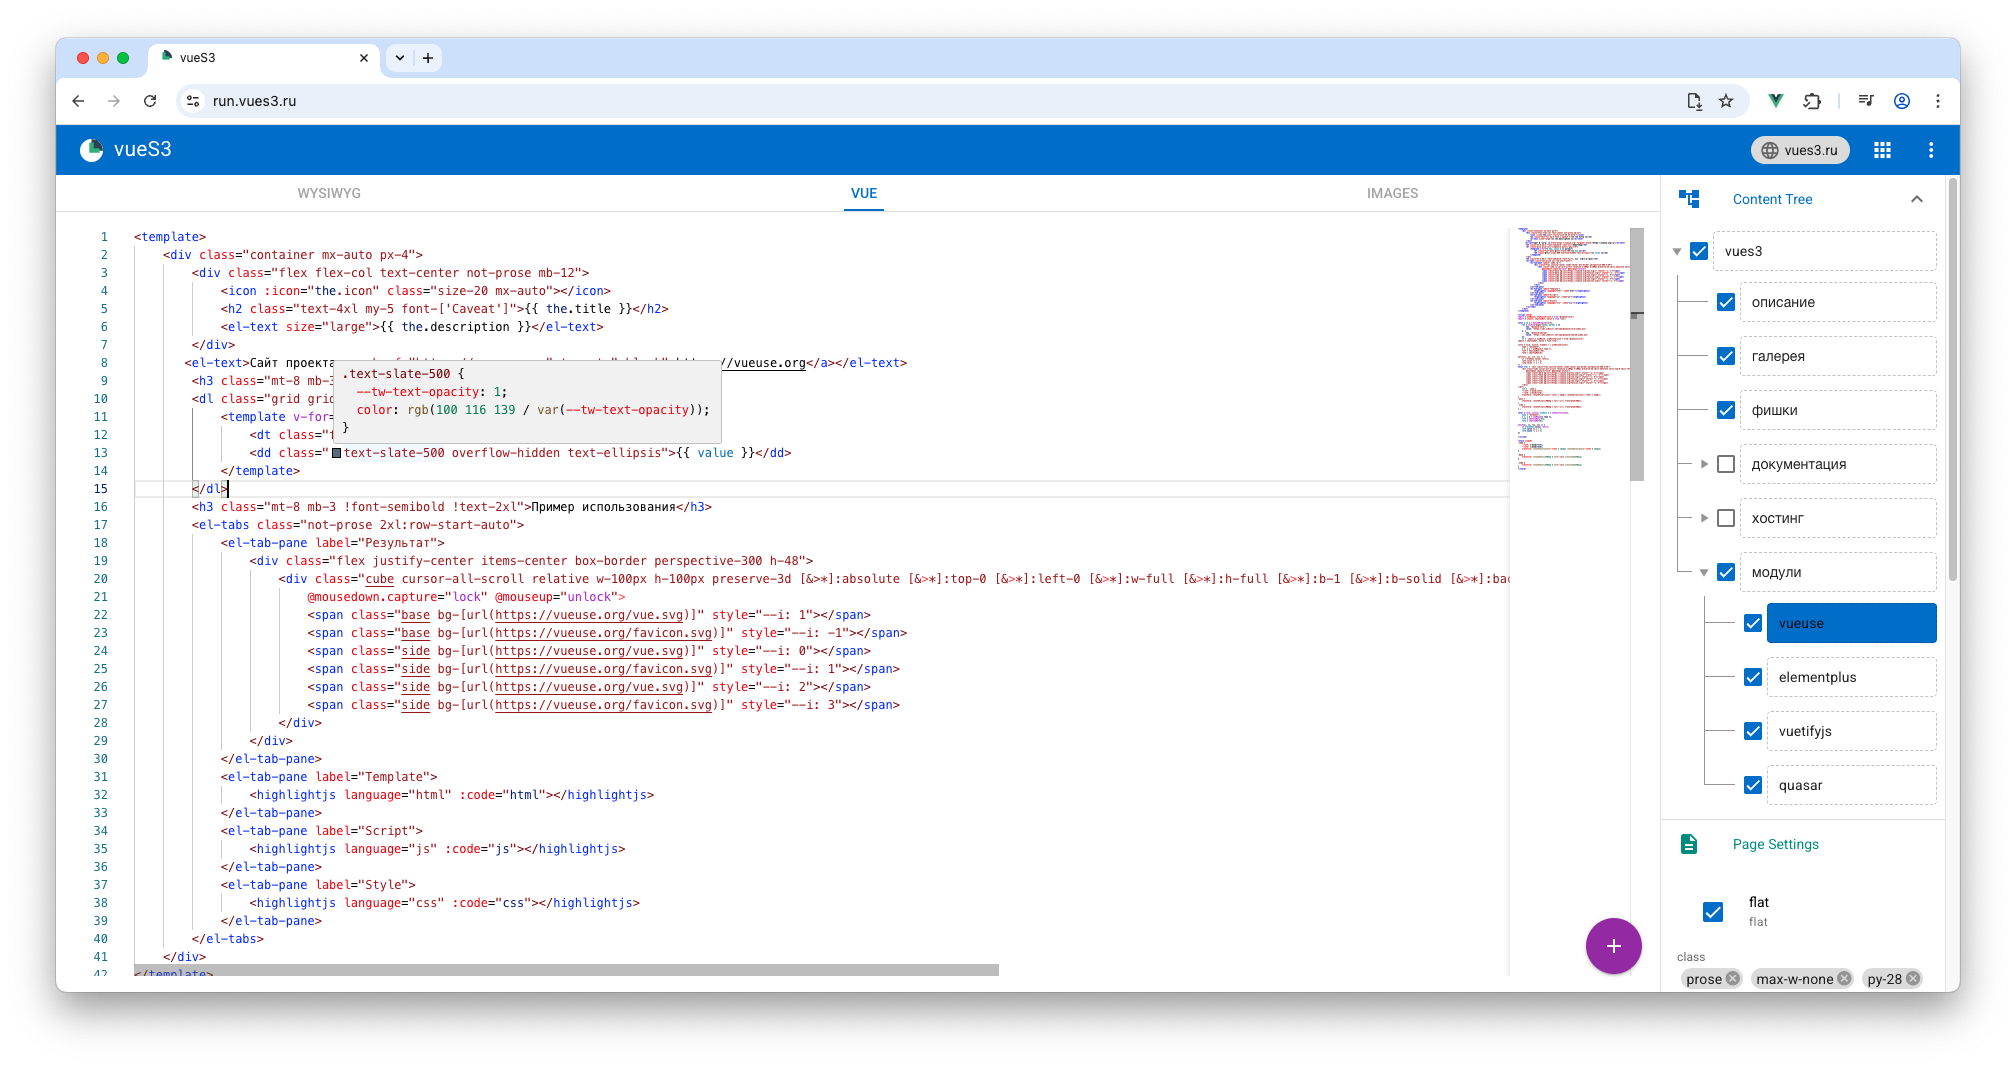 vueS3
run.vues3.ru
vueS3
vues3.ru
WYSIWYG
VUE
IMAGES
1 <template>
2 <div class="container mx-auto px-4">
3 <div class="flex flex-col text-center not-prose mb-12">
4 <icon :icon="the.icon" class="size-20 mx-auto"></icon>
5 <h2 class="text-4xl my-5 font-['Caveat']">{{ the.title }}</h2>
6 <el-text size="large">{{ the.description }}</el-text>
7 </div>
8 <el-text>Сайт проекта //vueuse.org</a></el-text>
9 <h3 class="mt-8 mb-3
10 <dl class="grid grid
11 <template v-for=
12 <dt class="f
.text-slate-500 {
--tw-text-opacity: 1;
color: rgb(100 116 139 / var(--tw-text-opacity));
}
13 <dd class="text-slate-500 overflow-hidden text-ellipsis">{{ value }}</dd>
14 </template>
15 </dl>
16 <h3 class="mt-8 mb-3 !font-semibold !text-2xl">Пример использования</h3>
17 <el-tabs class="not-prose 2xl:row-start-auto">
18 <el-tab-pane label="Результат">
19 <div class="flex justify-center items-center box-border perspective-300 h-48">
20 <div class="cube cursor-all-scroll relative w-100px h-100px preserve-3d [&>*]:absolute [&>*]:top-0 [&>*]:left-0 [&>*]:w-full [&>*]:h-full [&>*]:b-1 [&>*]:b-solid [&>*]:bac
21 @mousedown.capture="lock" @mouseup="unlock">
22 <span class="base bg-[url(https://vueuse.org/vue.svg)]" style="--i: 1"></span>
23 <span class="base bg-[url(https://vueuse.org/favicon.svg)]" style="--i: -1"></span>
24 <span class="side bg-[url(https://vueuse.org/vue.svg)]" style="--i: 0"></span>
25 <span class="side bg-[url(https://vueuse.org/favicon.svg)]" style="--i: 1"></span>
26 <span class="side bg-[url(https://vueuse.org/vue.svg)]" style="--i: 2"></span>
27 <span class="side bg-[url(https://vueuse.org/favicon.svg)]" style="--i: 3"></span>
28 </div>
29 </div>
30 </el-tab-pane>
31 <el-tab-pane label="Template">
32 <highlightjs language="html" :code="html"></highlightjs>
33 </el-tab-pane>
34 <el-tab-pane label="Script">
35 <highlightjs language="js" :code="js"></highlightjs>
36 </el-tab-pane>
37 <el-tab-pane label="Style">
38 <highlightjs language="css" :code="css"></highlightjs>
39 </el-tab-pane>
40 </el-tabs>
41 </div>
42 </template>
Content Tree
vues3
описание
галерея
фишки
документация
хостинг
модули
vueuse
elementplus
vuetifyjs
quasar
Page Settings
flat
flat
class
prose max-w-none py-28